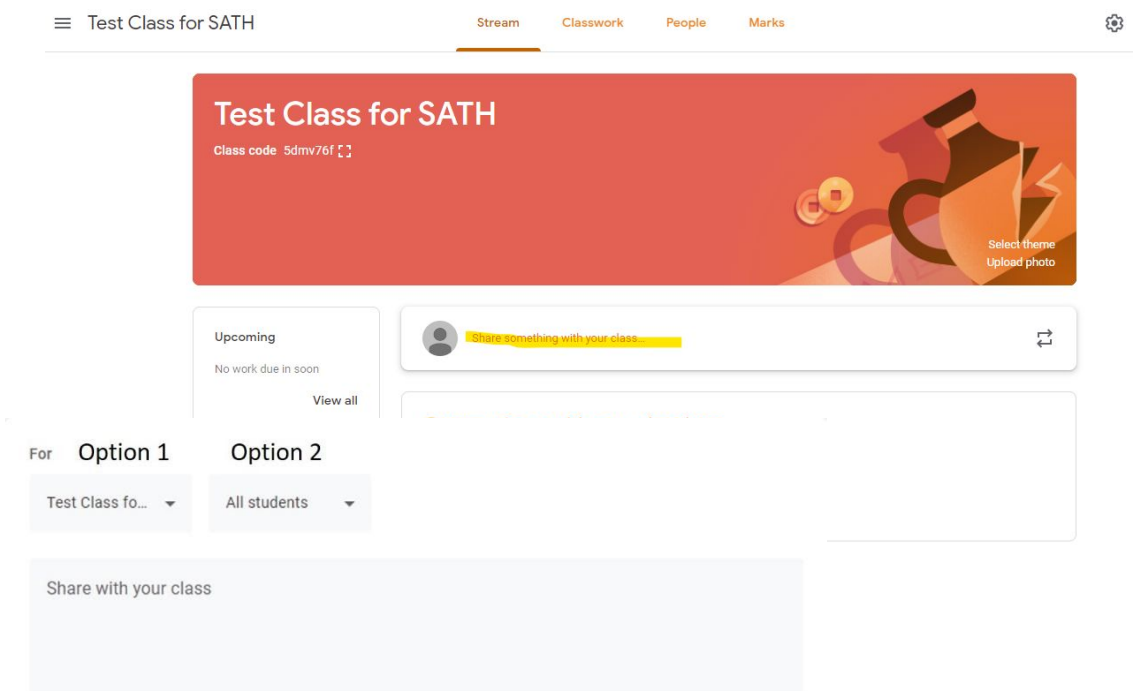 Test Class for SATH Stream Classwork People Marks
Test Class for SATH
Class code 5dmv76f
Select theme
Upload photo
Upcoming
Share something with your class...
No work due in soon
View all
For Option 1 Option 2
Test Class fo... All students
Share with your class